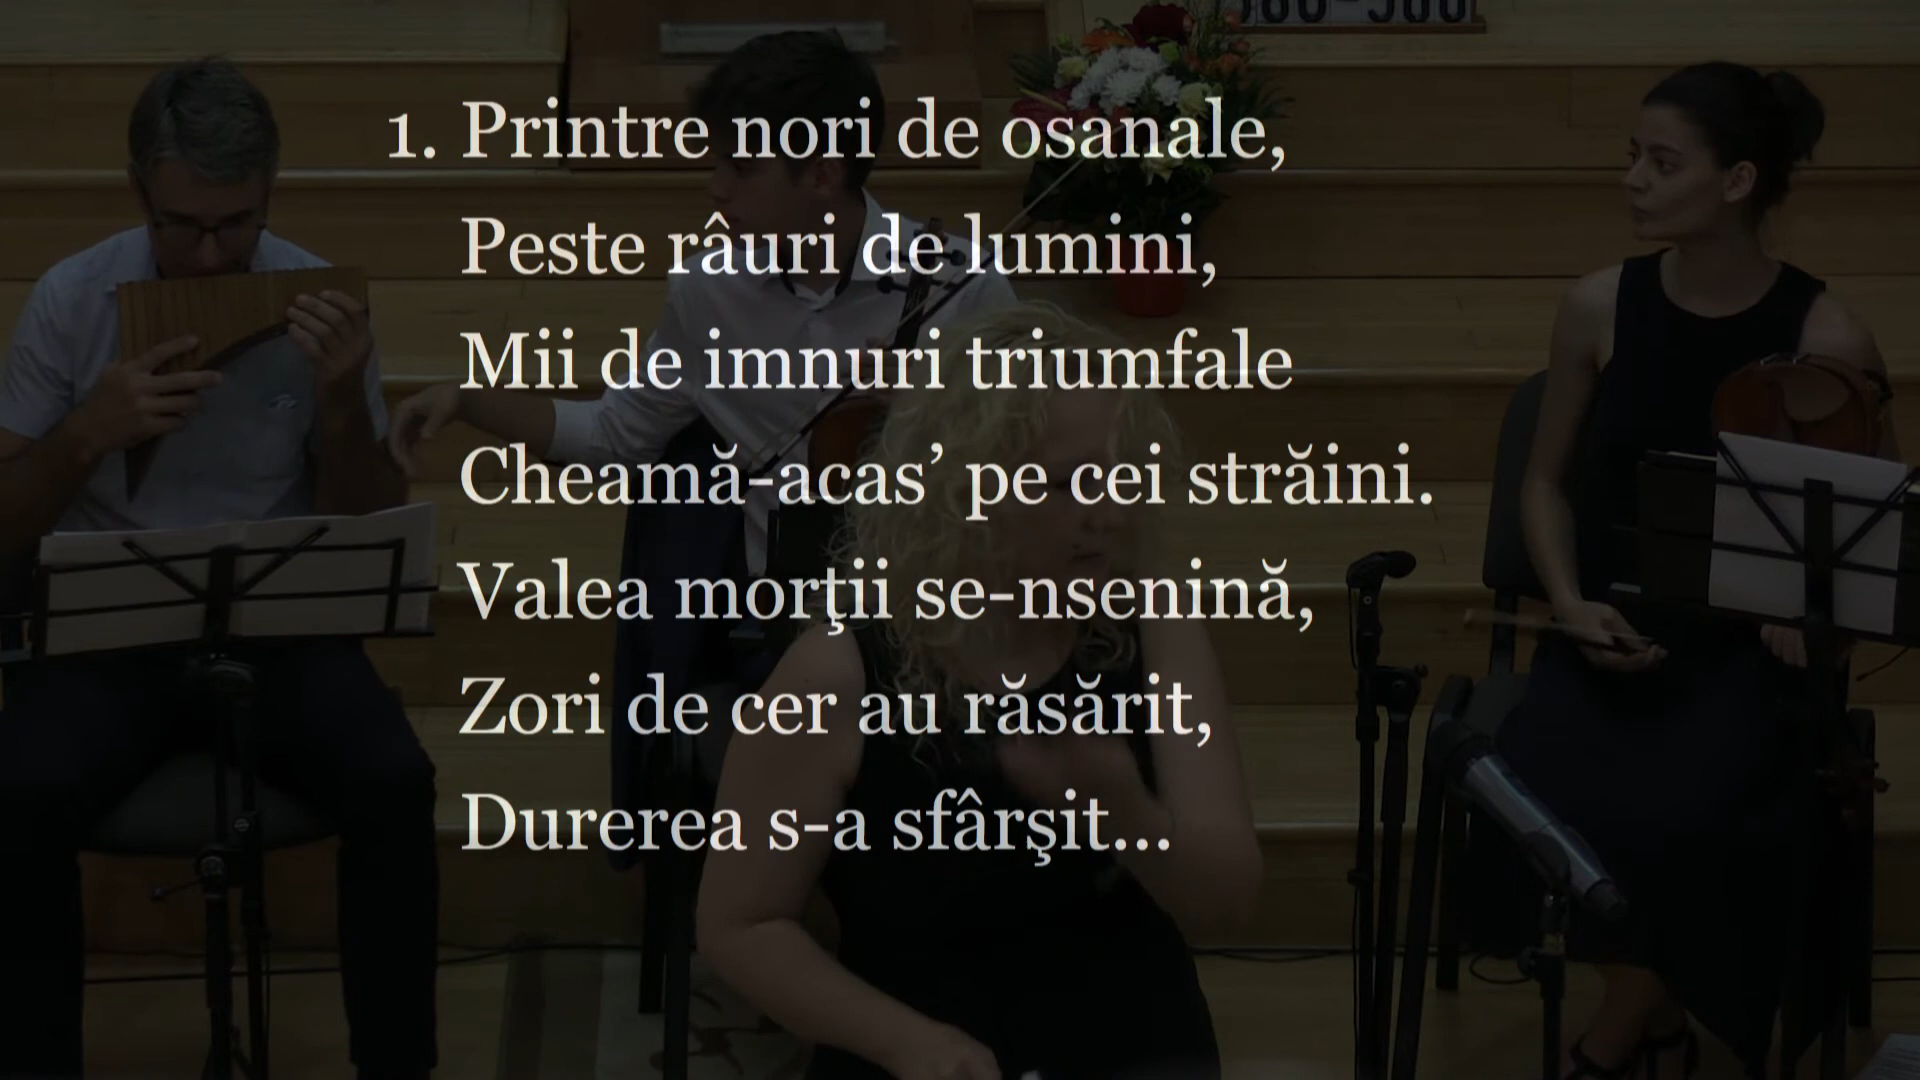 1. Printre nori de osanale,
Peste râuri de lumini,
Mii de imnuri triumfale
Cheamă-acas’ pe cei străini.
Valea morţii se-nsenină,
Zori de cer au răsărit,
Durerea s-a sfârşit...